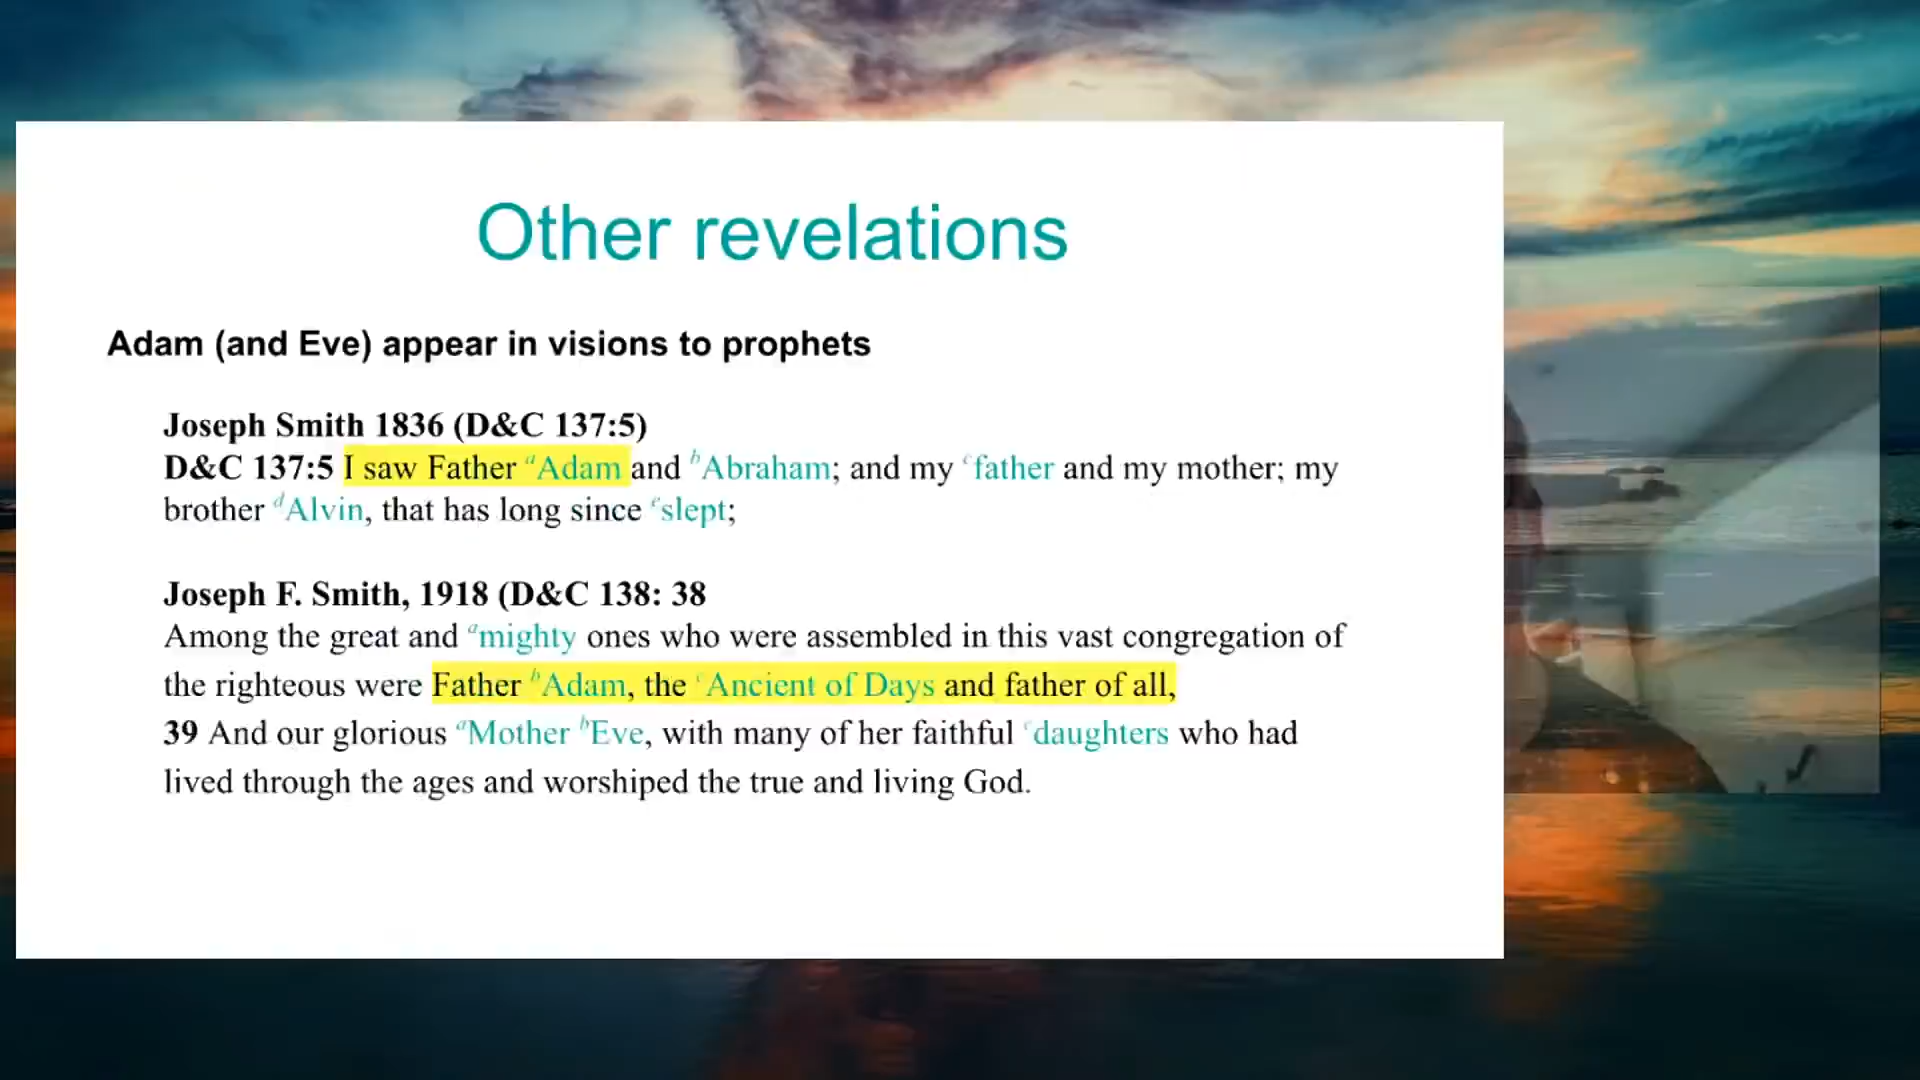 Other revelations
Adam (and Eve) appear in visions to prophets
Joseph Smith 1836 (D&C 137:5)
D&C 137:5 I saw Father aAdam and bAbraham; and my cfather and my mother; my
brother dAlvin, that has long since eslept;
Joseph F. Smith, 1918 (D&C 138: 38
Among the great and amighty ones who were assembled in this vast congregation of
the righteous were Father bAdam, the cAncient of Days and father of all,
39 And our glorious aMother bEve, with many of her faithful cdaughters who had
lived through the ages and worshiped the true and living God.